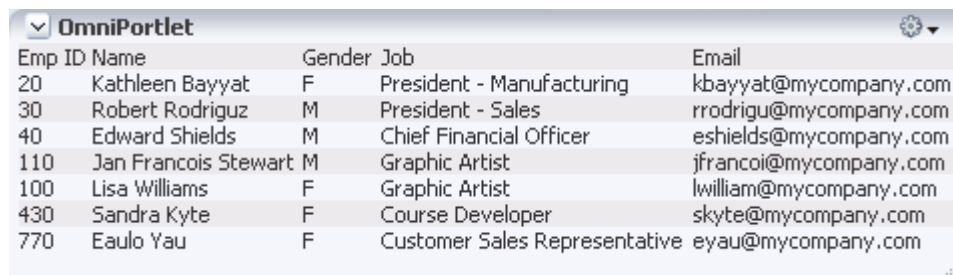 OmniPortlet
Emp ID Name Gender Job Email
20 Kathleen Bayyat F President - Manufacturing kbayyat@mycompany.com
30 Robert Rodriguz M President - Sales rrodrigu@mycompany.com
40 Edward Shields M Chief Financial Officer eshields@mycompany.com
110 Jan Francois Stewart M Graphic Artist jfrancoi@mycompany.com
100 Lisa Williams F Graphic Artist lwilliam@mycompany.com
430 Sandra Kyte F Course Developer skyte@mycompany.com
770 Eaulo Yau F Customer Sales Representative eyau@mycompany.com